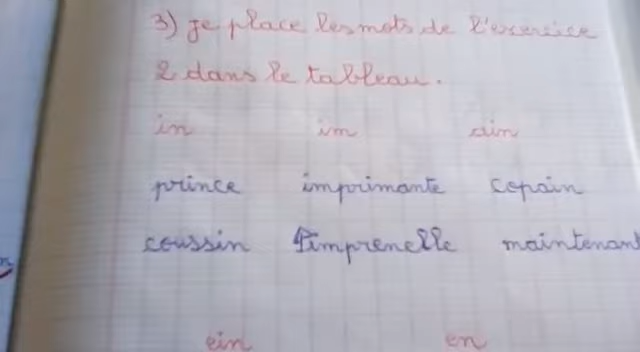 3) je place les mots de l'exercice
2 dans le tableau.
in im ain
prince imprimante copain
coussin Pimprenelle maintenant
ein en